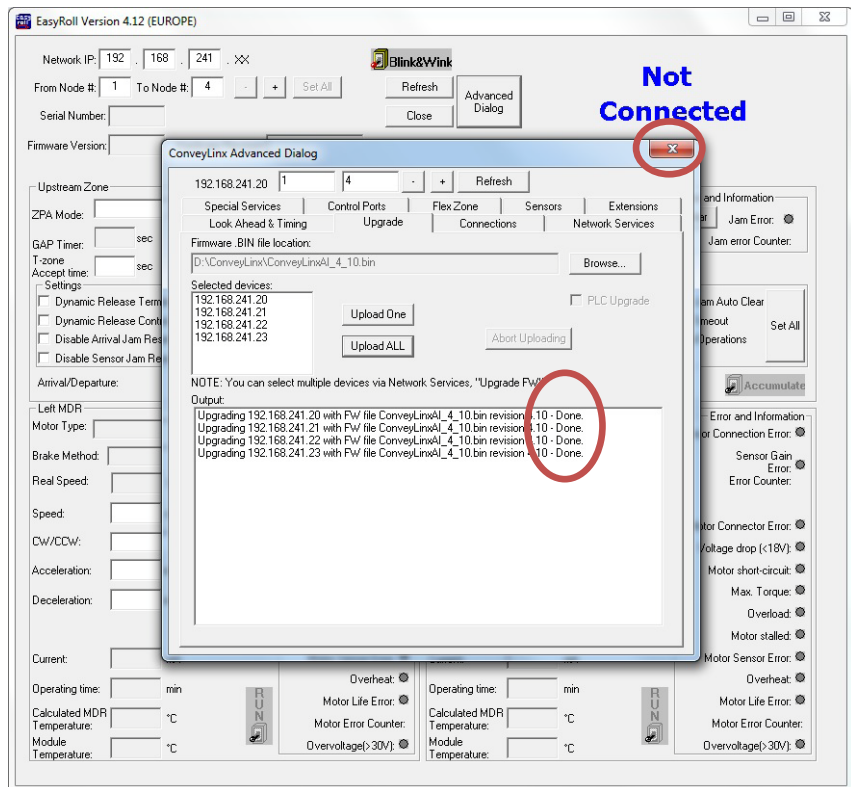 EasyRoll Version 4.12 (EUROPE)
Network IP: 192 . 168 . 241 . XX
Blink&Wink
From Node #: 1 To Node #: 4 - + Set All
Refresh
Advanced Dialog
Not Connected
Serial Number:
Close
Firmware Version:
ConveyLinx Advanced Dialog
x
192.168.241.20 1 4 - + Refresh
Special Services Control Ports Flex Zone Sensors Extensions
Look Ahead & Timing Upgrade Connections Network Services
Firmware .BIN file location:
D:\ConveyLinx\ConveyLinxAI_4_10.bin Browse...
Selected devices:
192.168.241.20
192.168.241.21
192.168.241.22
192.168.241.23
Upload One
Upload ALL
PLC Upgrade
Abort Uploading
NOTE: You can select multiple devices via Network Services, "Upgrade FW"
Output:
Upgrading 192.168.241.20 with FW file ConveyLinxAI_4_10.bin revision 4.10 - Done.
Upgrading 192.168.241.21 with FW file ConveyLinxAI_4_10.bin revision 4.10 - Done.
Upgrading 192.168.241.22 with FW file ConveyLinxAI_4_10.bin revision 4.10 - Done.
Upgrading 192.168.241.23 with FW file ConveyLinxAI_4_10.bin revision 4.10 - Done.
Upstream Zone
ZPA Mode:
GAP Timer: sec
T-zone
Accept time: sec
Settings
Dynamic Release Term
Dynamic Release Cont
Disable Arrival Jam Res
Disable Sensor Jam Re
Arrival/Departure:
and Information
Jam Error:
Jam error Counter:
am Auto Clear
meout
Operations
Set All
Accumulate
Left MDR
Motor Type:
Brake Method:
Real Speed:
Speed:
CW/CCW:
Acceleration:
Deceleration:
Error and Information
or Connection Error:
Sensor Gain
Error:
Error Counter:
tor Connector Error:
Voltage drop (<18V):
Motor short-circuit:
Max. Torque:
Overload:
Motor stalled:
Motor Sensor Error:
Overheat:
Motor Life Error:
Motor Error Counter:
Overvoltage(>30V):
Current:
Operating time: min
Calculated MDR
Temperature: °C
Module
Temperature: °C
RUN
Overheat:
Motor Life Error:
Motor Error Counter:
Overvoltage(>30V):
Operating time: min
Calculated MDR
Temperature: °C
Module
Temperature: °C
RUN